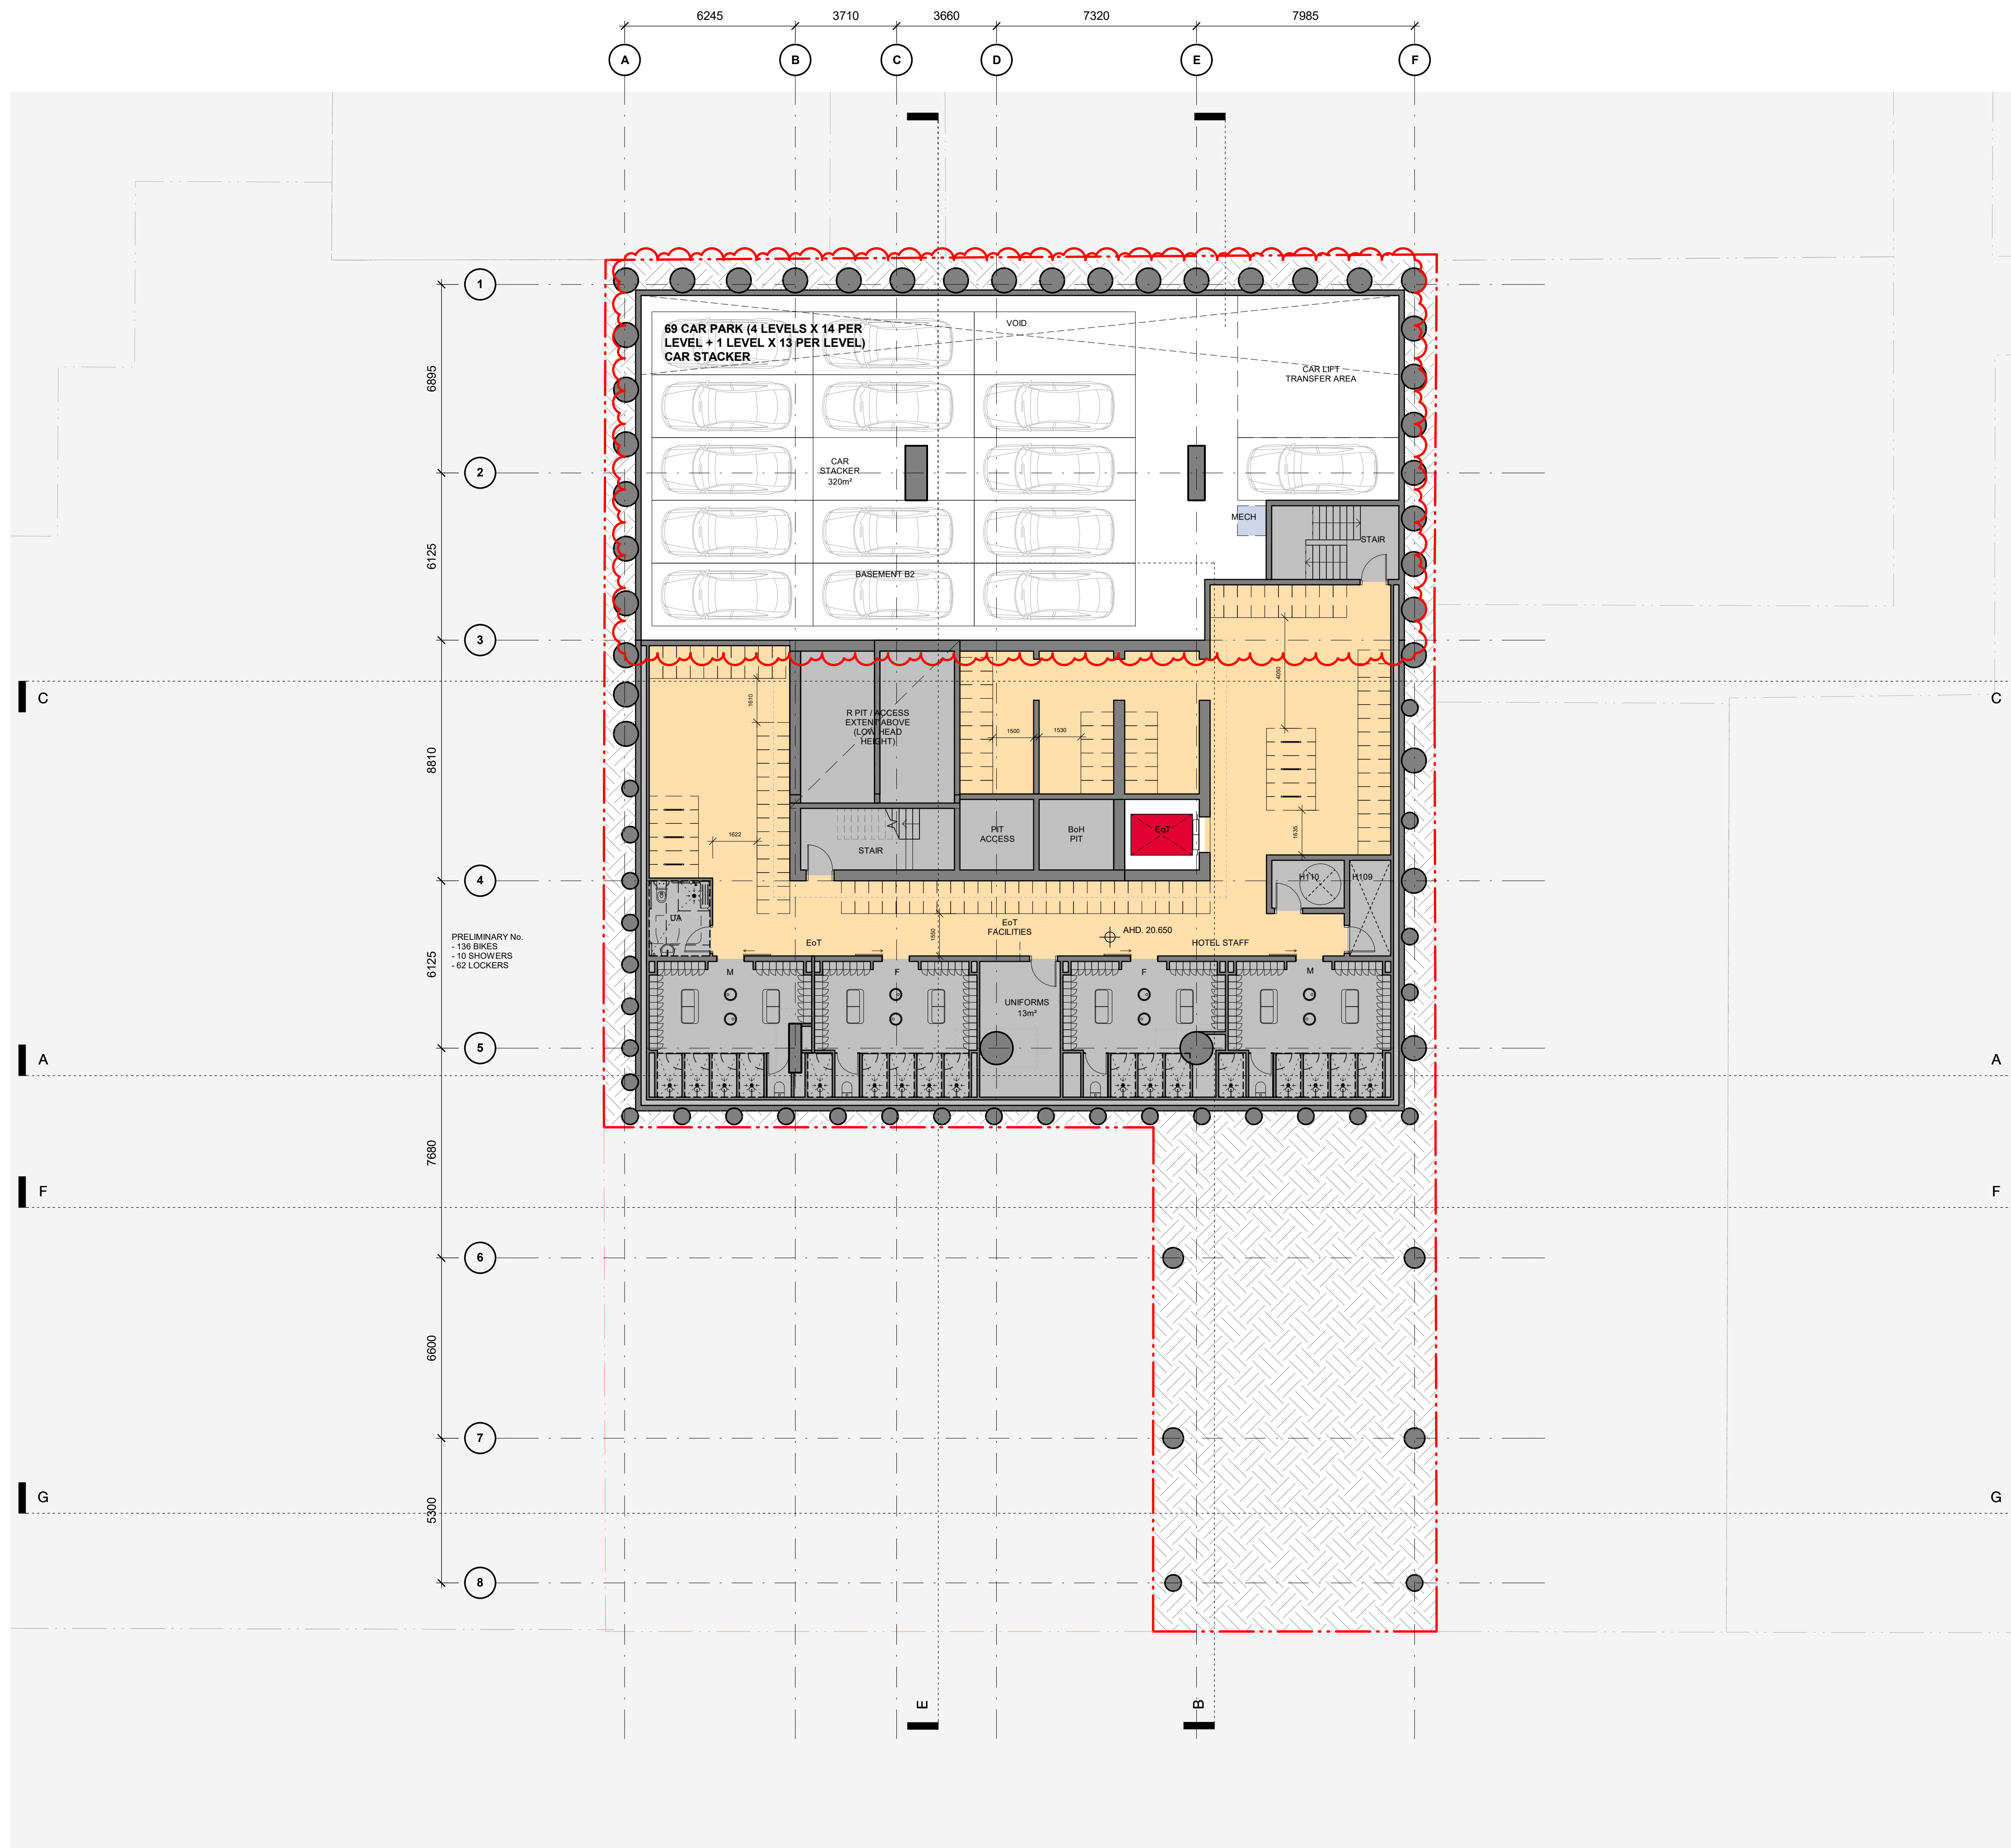 6245 3710 3660 7320 7985
A B C D E F
1
69 CAR PARK (4 LEVELS X 14 PER
LEVEL + 1 LEVEL X 13 PER LEVEL)
CAR STACKER
VOID
6895
CAR LIFT
TRANSFER AREA
2
CAR
STACKER
320m²
MECH
STAIR
6125
BASEMENT B2
3
4050
C
C
1610
R PIT / ACCESS
EXTENT ABOVE
(LOW HEAD
HEIGHT)
1500
1530
8810
1622
STAIR
PIT
ACCESS
BoH
PIT
EoT
1635
4
H110
H109
UA
PRELIMINARY No.
- 136 BIKES
- 10 SHOWERS
- 62 LOCKERS
EoT
1550
EoT
FACILITIES
AHD. 20.650
HOTEL STAFF
6125
M
F
F
M
UNIFORMS
13m²
5
A
A
7680
F
F
6
6600
7
G
G
5300
8
E
B